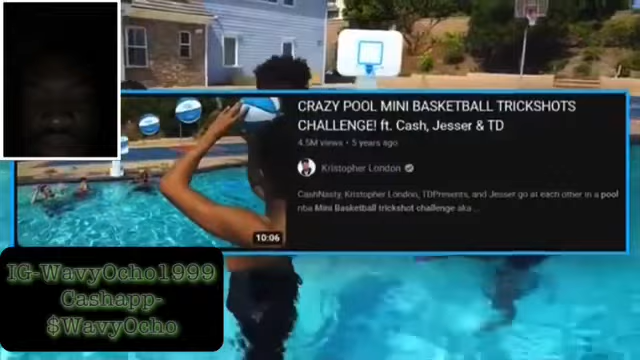 CRAZY POOL MINI BASKETBALL TRICKSHOTS
CHALLENGE! ft. Cash, Jesser & TD
4.5M views • 5 years ago
Kristopher London
CashNasty, Kristopher London, TDPresents, and Jesser go at each other in a pool
nba Mini Basketball trickshot challenge aka...
10:06
IG-WavyOcho1999
Cashapp-
$WavyOcho